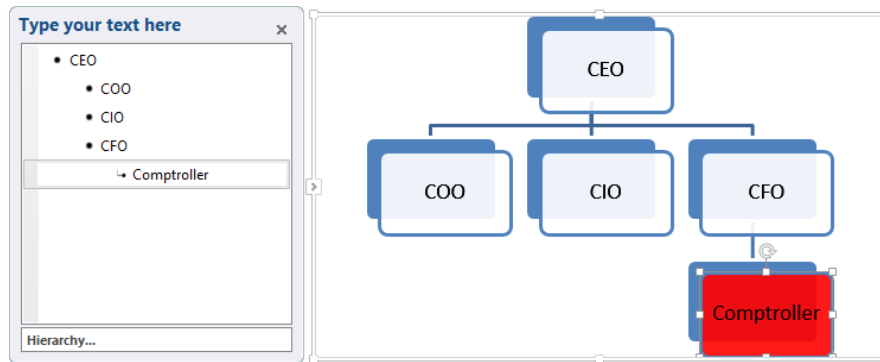 Type your text here
CEO
COO
CIO
CFO
Comptroller
Hierarchy...
CEO
COO
CIO
CFO
Comptroller